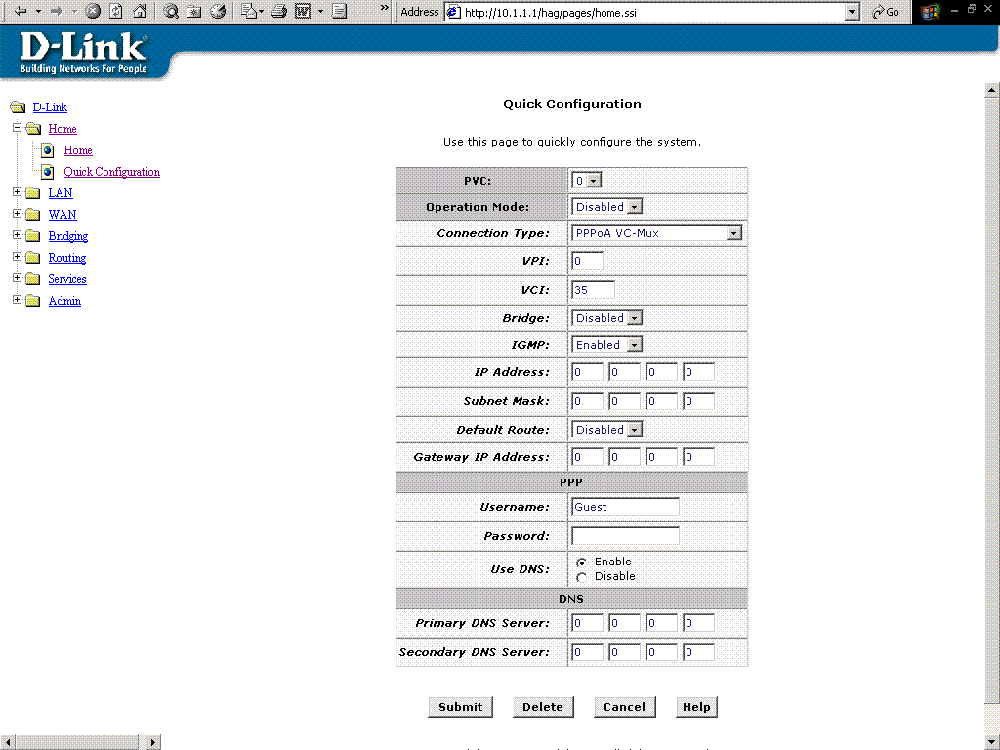 Address http://10.1.1.1/hag/pages/home.ssi Go
D-Link
Building Networks For People
D-Link
Home
Home
Quick Configuration
LAN
WAN
Bridging
Routing
Services
Admin
Quick Configuration
Use this page to quickly configure the system.
PVC: 0
Operation Mode: Disabled
Connection Type: PPPoA VC-Mux
VPI: 0
VCI: 35
Bridge: Disabled
IGMP: Enabled
IP Address: 0 0 0 0
Subnet Mask: 0 0 0 0
Default Route: Disabled
Gateway IP Address: 0 0 0 0
PPP
Username: Guest
Password:
Use DNS: Enable
Disable
DNS
Primary DNS Server: 0 0 0 0
Secondary DNS Server: 0 0 0 0
Submit Delete Cancel Help